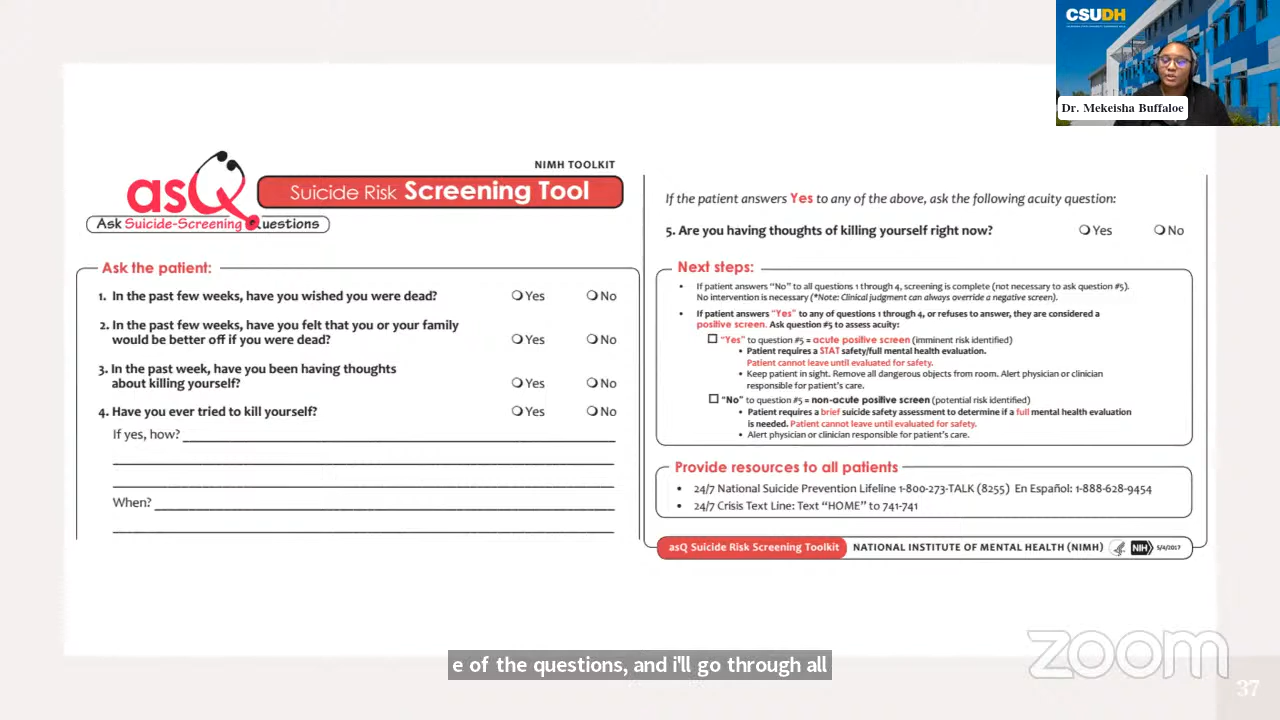 CSUDH
Dr. Mekeisha Buffaloe
asQ
Ask Suicide-Screening Questions
NIMH TOOLKIT
Suicide Risk Screening Tool
Ask the patient:
1. In the past few weeks, have you wished you were dead? Yes No
2. In the past few weeks, have you felt that you or your family
would be better off if you were dead? Yes No
3. In the past week, have you been having thoughts
about killing yourself? Yes No
4. Have you ever tried to kill yourself? Yes No
If yes, how?
When?
If the patient answers Yes to any of the above, ask the following acuity question:
5. Are you having thoughts of killing yourself right now? Yes No
Next steps:
• If patient answers "No" to all questions 1 through 4, screening is complete (not necessary to ask question #5).
No intervention is necessary (*Note: Clinical judgment can always override a negative screen).
• If patient answers "Yes" to any of questions 1 through 4, or refuses to answer, they are considered a
positive screen. Ask question #5 to assess acuity:
"Yes" to question #5 = acute positive screen (imminent risk identified)
• Patient requires a STAT safety/full mental health evaluation.
Patient cannot leave until evaluated for safety.
• Keep patient in sight. Remove all dangerous objects from room. Alert physician or clinician
responsible for patient's care.
"No" to question #5 = non-acute positive screen (potential risk identified)
• Patient requires a brief suicide safety assessment to determine if a full mental health evaluation
is needed. Patient cannot leave until evaluated for safety.
• Alert physician or clinician responsible for patient's care.
Provide resources to all patients
• 24/7 National Suicide Prevention Lifeline 1-800-273-TALK (8255) En Español: 1-888-628-9454
• 24/7 Crisis Text Line: Text "HOME" to 741-741
asQ Suicide Risk Screening Toolkit NATIONAL INSTITUTE OF MENTAL HEALTH (NIMH) NIH 5/4/2017
e of the questions, and i'll go through all
zoom
37